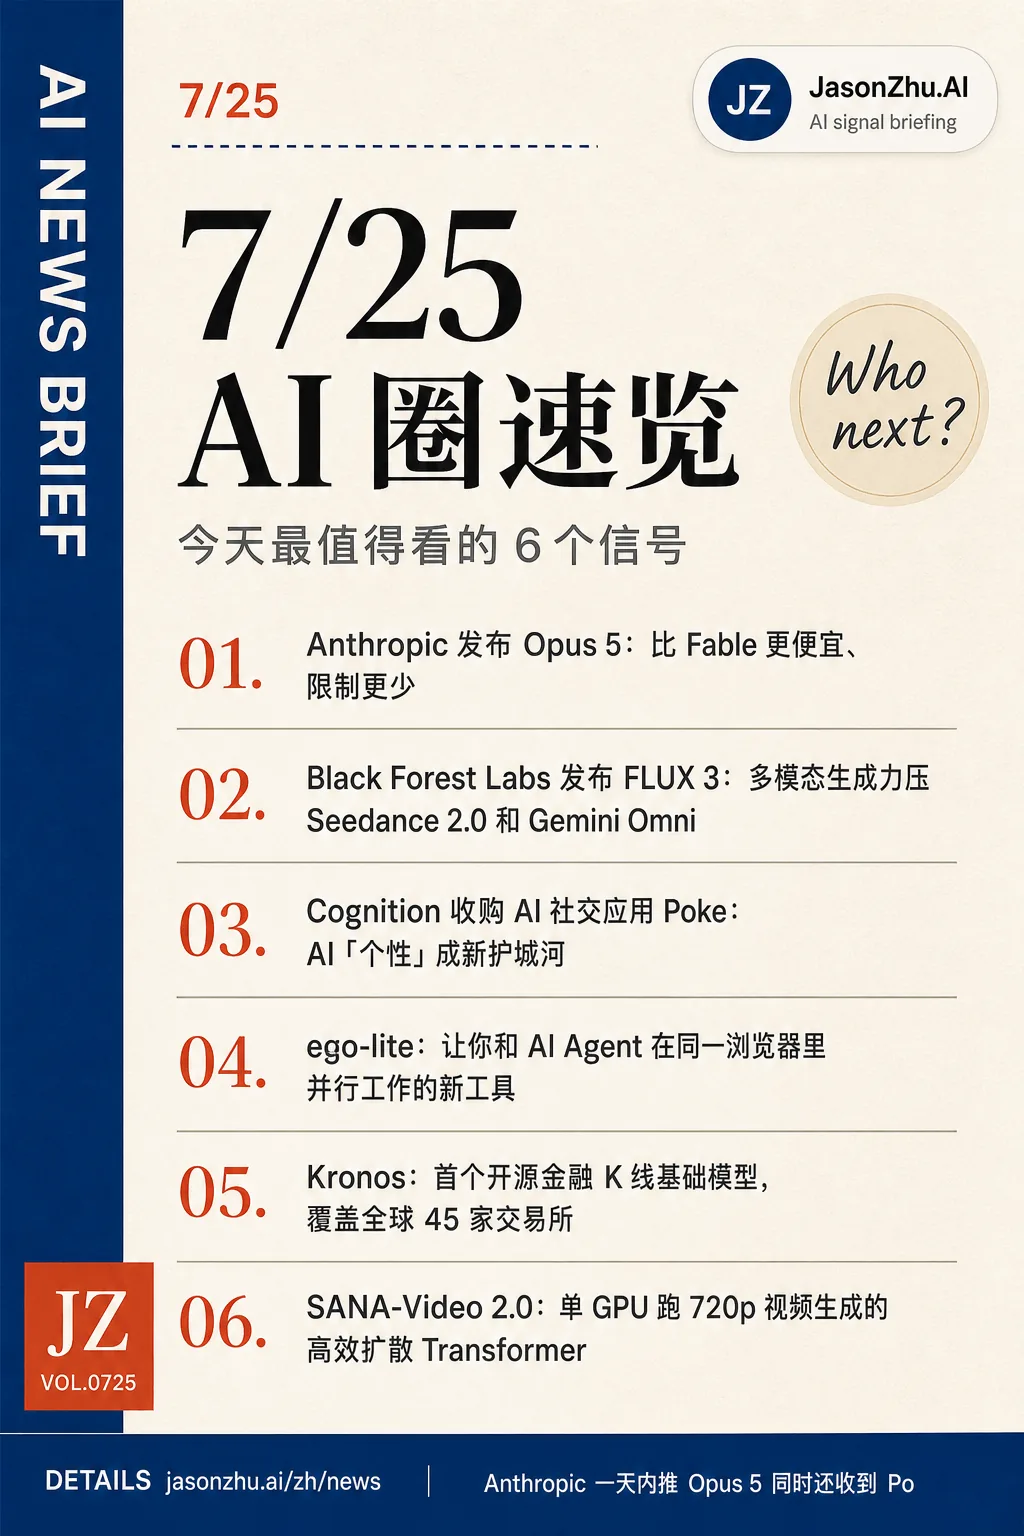 AI NEWS BRIEF
7/25
JZ
JasonZhu.AI
AI signal briefing
7/25
AI 圈速览
Who
next?
今天最值得看的 6 个信号
01.
Anthropic 发布 Opus 5：比 Fable 更便宜、
限制更少
02.
Black Forest Labs 发布 FLUX 3：多模态生成力压
Seedance 2.0 和 Gemini Omni
03.
Cognition 收购 AI 社交应用 Poke：
AI「个性」成新护城河
04.
ego-lite：让你和 AI Agent 在同一浏览器里
并行工作的新工具
05.
Kronos：首个开源金融 K 线基础模型，
覆盖全球 45 家交易所
06.
SANA-Video 2.0：单 GPU 跑 720p 视频生成的
高效扩散 Transformer
JZ
VOL.0725
DETAILS jasonzhu.ai/zh/news
Anthropic 一天内推 Opus 5 同时还收到 Po